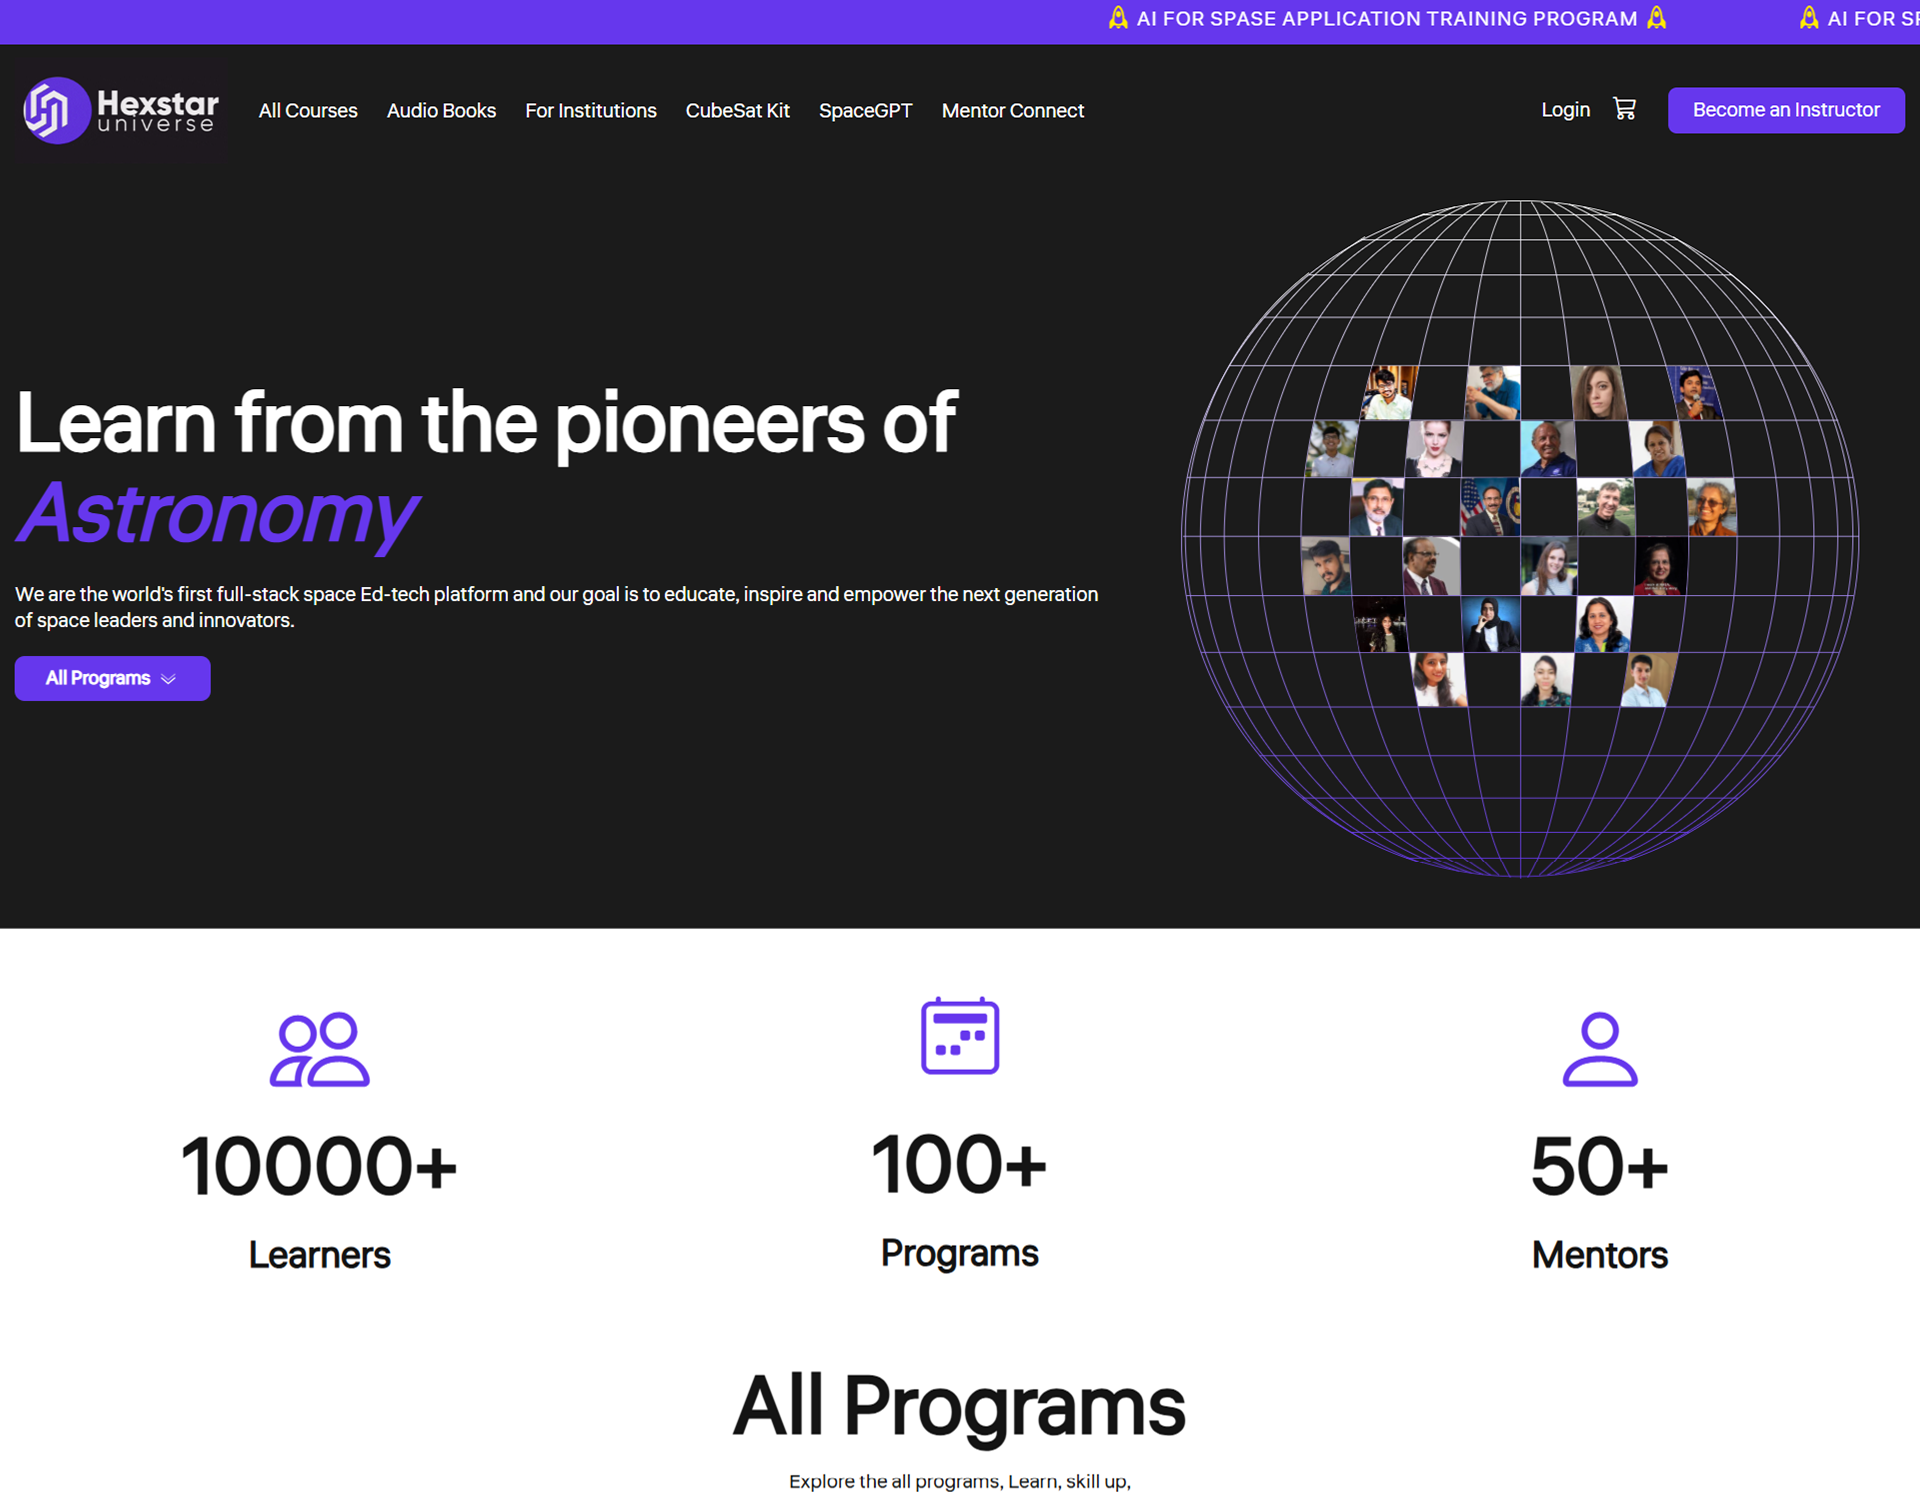 AI FOR SPASE APPLICATION TRAINING PROGRAM
AI FOR SP
Hexstar
universe
All Courses
Audio Books
For Institutions
CubeSat Kit
SpaceGPT
Mentor Connect
Login
Become an Instructor
Learn from the pioneers of
Astronomy
We are the world's first full-stack space Ed-tech platform and our goal is to educate, inspire and empower the next generation
of space leaders and innovators.
All Programs
10000+
Learners
100+
Programs
50+
Mentors
All Programs
Explore the all programs, Learn, skill up,